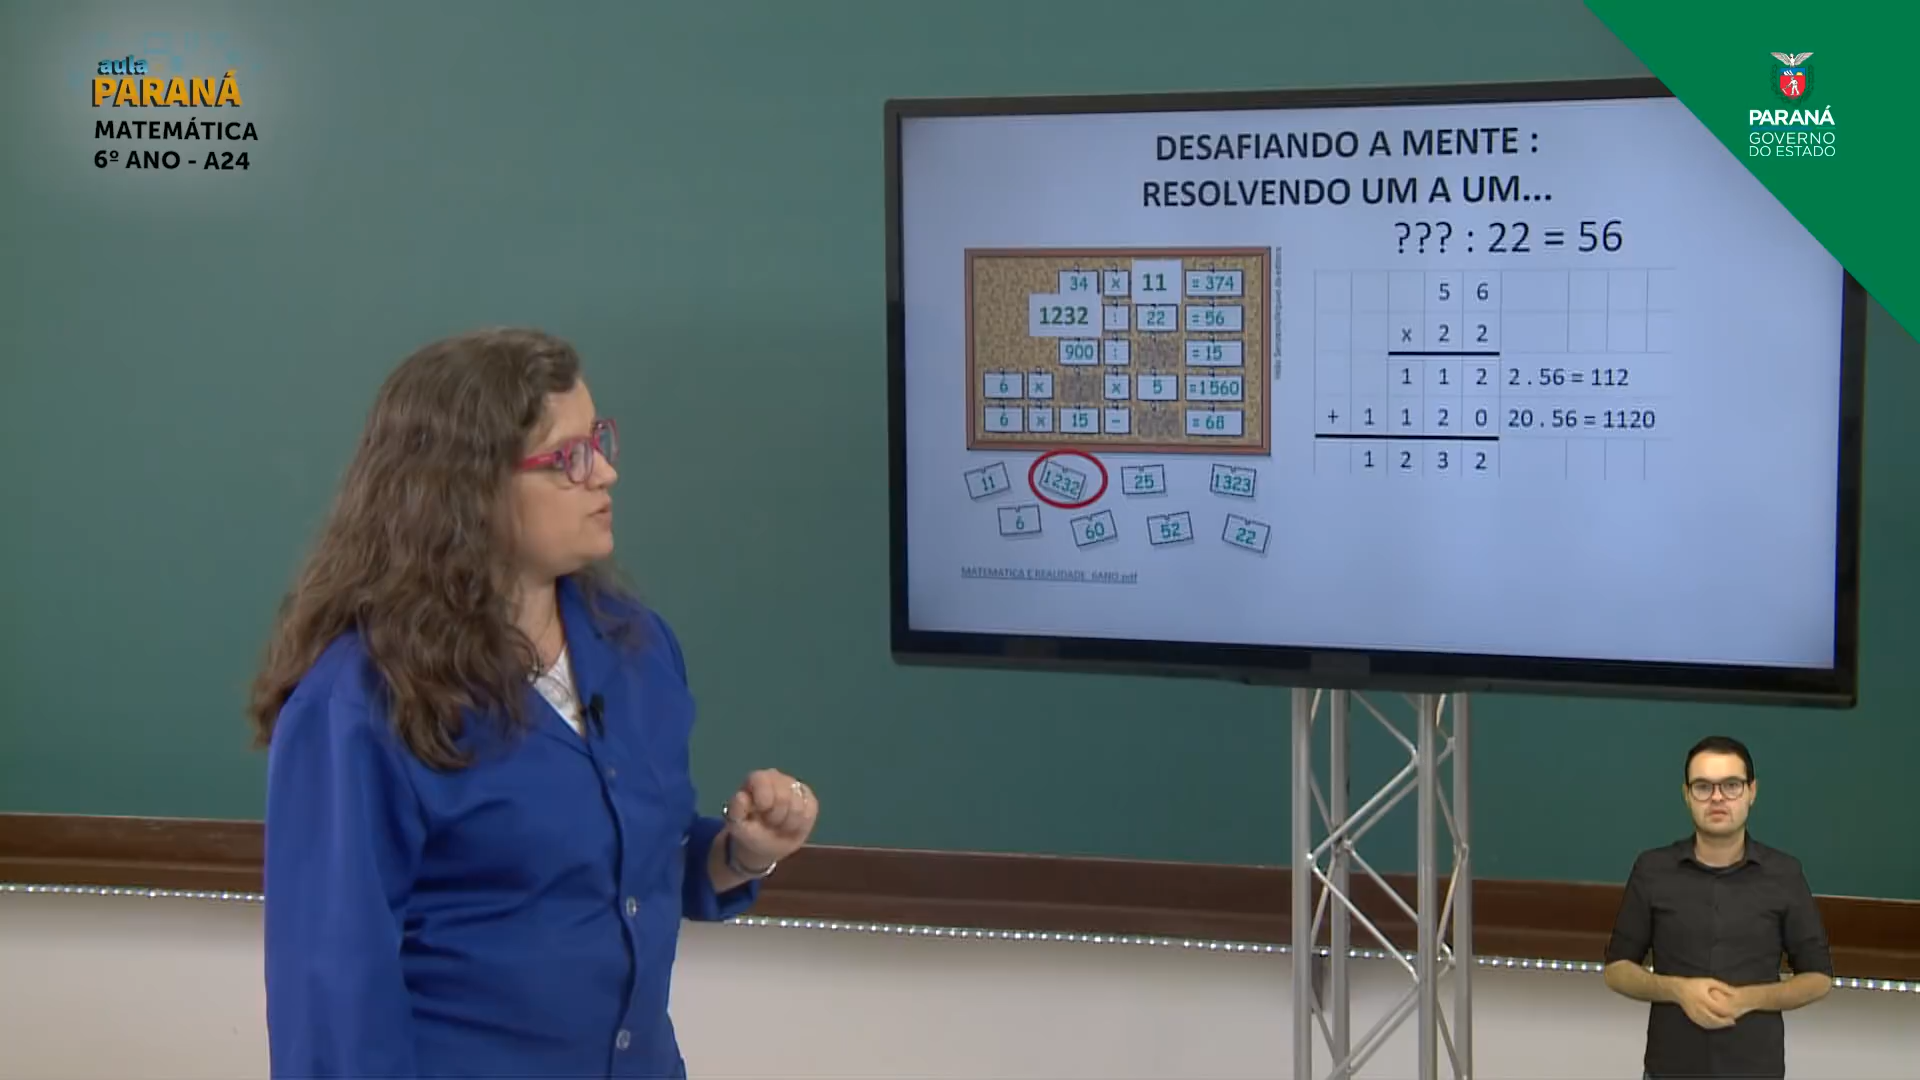 aula
PARANÁ
MATEMÁTICA
6º ANO - A24
PARANÁ
GOVERNO
DO ESTADO
DESAFIANDO A MENTE :
RESOLVENDO UM A UM...
??? : 22 = 56
34 x 11 = 374
1232 : 22 = 56
900 : = 15
6 x x 5 =1560
6 x 15 - = 68
11 1232 25 1323
6 60 52 22
MATEMATICA E REALIDADE_6ANO.pdf
5 6
x 2 2
1 1 2 2 . 56 = 112
+ 1 1 2 0 20 . 56 = 1120
1 2 3 2